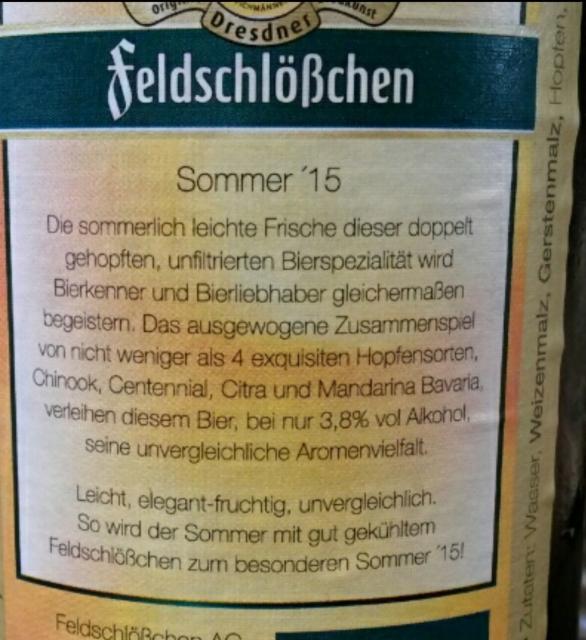 Dresdner
Feldschlößchen
Sommer ´15
Die sommerlich leichte Frische dieser doppelt
gehopften, unfiltrierten Bierspezialität wird
Bierkenner und Bierliebhaber gleichermaßen
begeistern. Das ausgewogene Zusammenspiel
von nicht weniger als 4 exquisiten Hopfensorten,
Chinook, Centennial, Citra und Mandarina Bavaria,
verleihen diesem Bier, bei nur 3,8% vol Alkohol,
seine unvergleichliche Aromenvielfalt.
Leicht, elegant-fruchtig, unvergleichlich.
So wird der Sommer mit gut gekühltem
Feldschlößchen zum besonderen Sommer ´15!
Feldschlößchen AG
Zutaten: Wasser, Weizenmalz, Gerstenmalz, Hopfen,